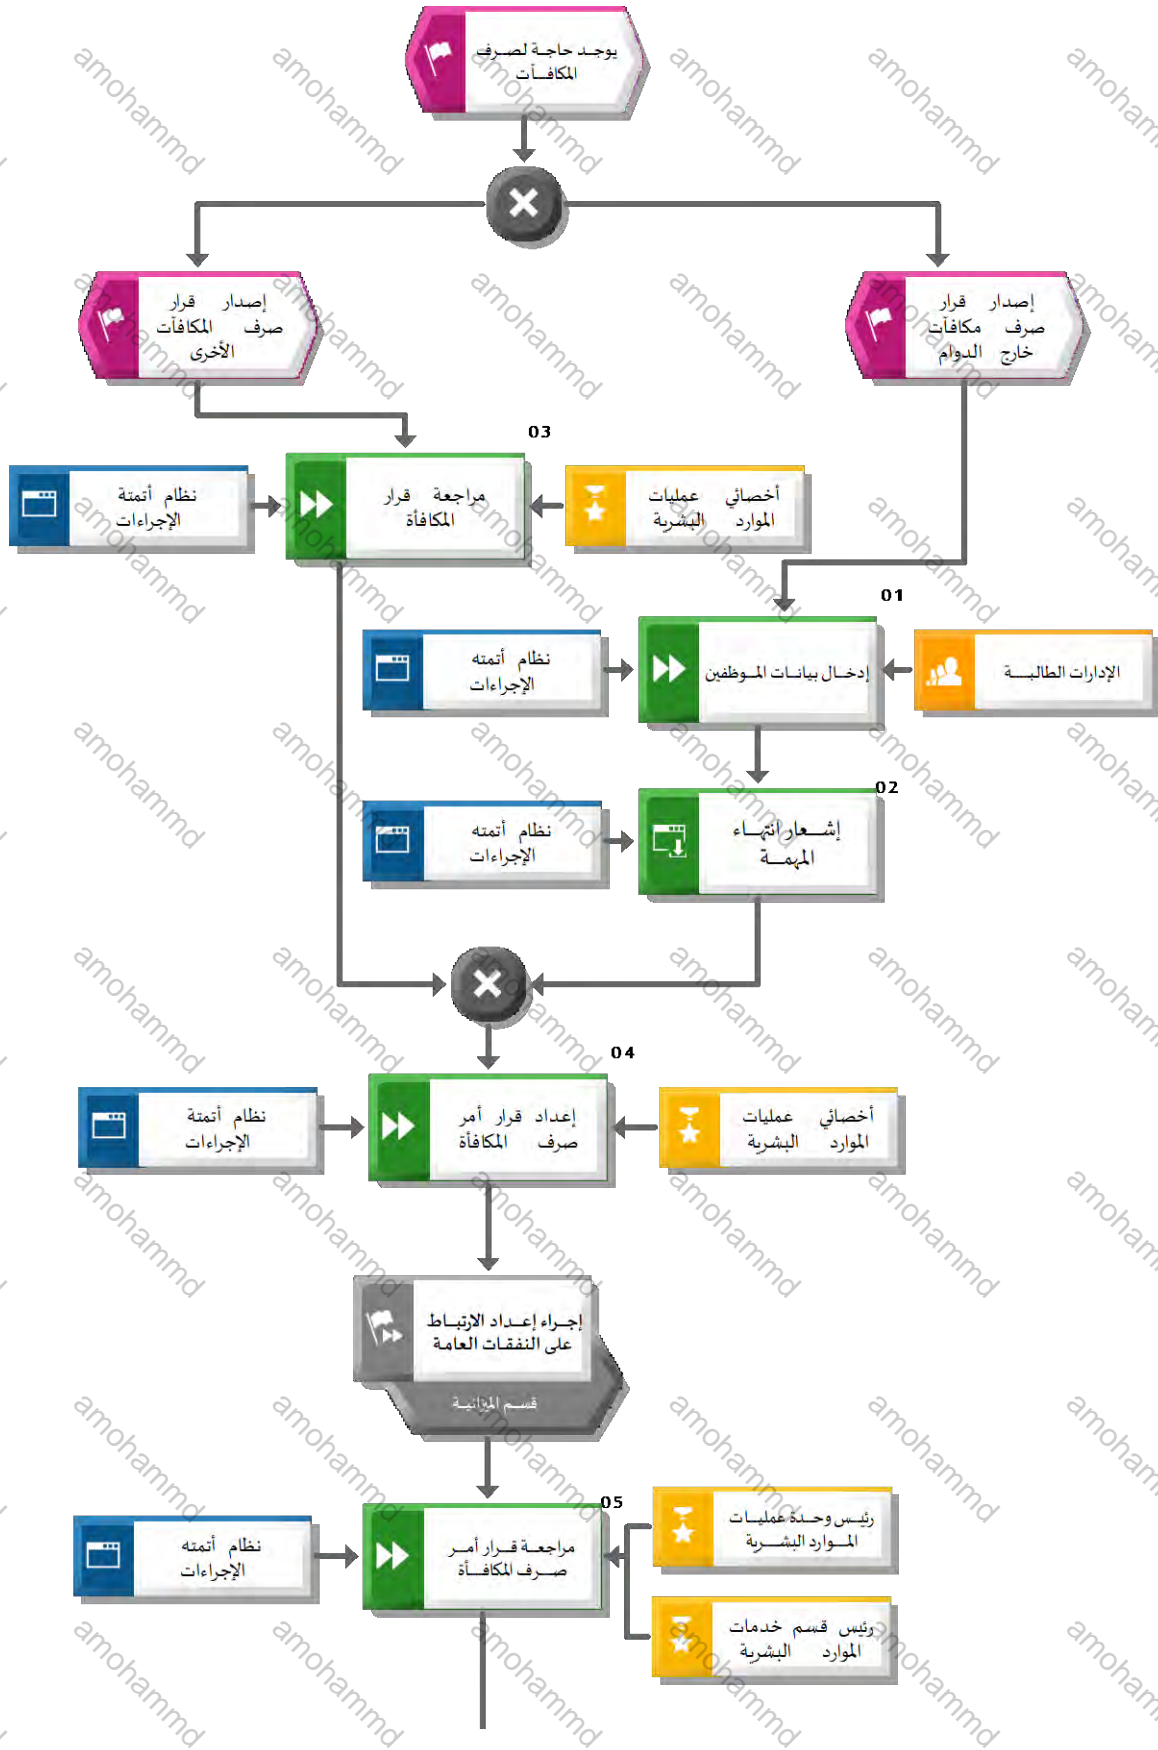 يوجد حاجة لصرف
المكافآت
إصدار قرار
صرف مكافآت
خارج الدوام
إصدار قرار
صرف المكافآت
الأخرى
03
أخصائي عمليات
الموارد البشرية
مراجعة قرار
المكافأة
نظام أتمتة
الإجراءات
01
الإدارات الطالبة
إدخال بيانات الموظفين
نظام أتمته
الإجراءات
02
إشعار انتهاء
المهمة
نظام أتمته
الإجراءات
04
أخصائي عمليات
الموارد البشرية
إعداد قرار أمر
صرف المكافأة
نظام أتمتة
الإجراءات
إجراء إعداد الارتباط
على النفقات العامة
قسم الميزانية
05
رئيس وحدة عمليات
الموارد البشرية
مراجعة قرار أمر
صرف المكافأة
نظام أتمته
الإجراءات
رئيس قسم خدمات
الموارد البشرية
amohammd